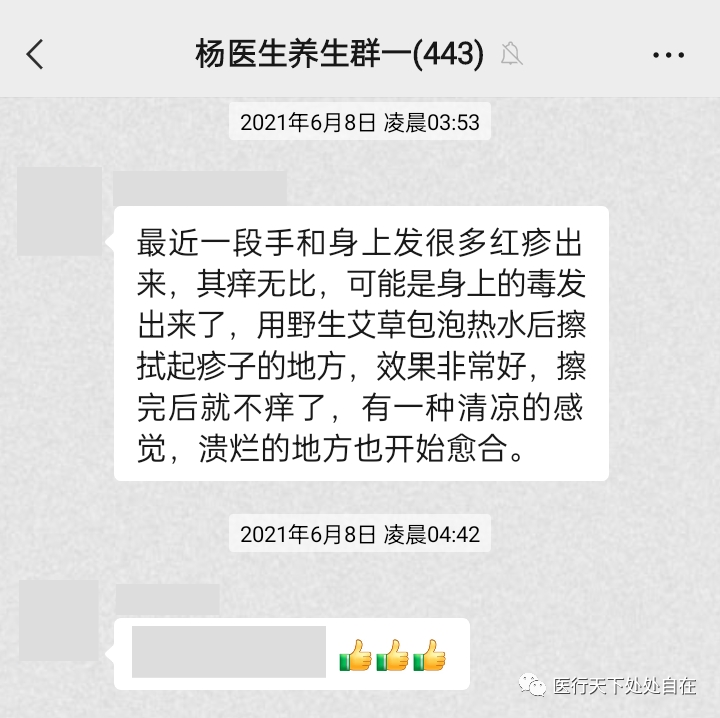 杨医生养生群一(443)
2021年6月8日 凌晨03:53
最近一段手和身上发很多红疹出
来，其痒无比，可能是身上的毒发
出来了，用野生艾草包泡热水后擦
拭起疹子的地方，效果非常好，擦
完后就不痒了，有一种清凉的感
觉，溃烂的地方也开始愈合。
2021年6月8日 凌晨04:42
医行天下处处自在